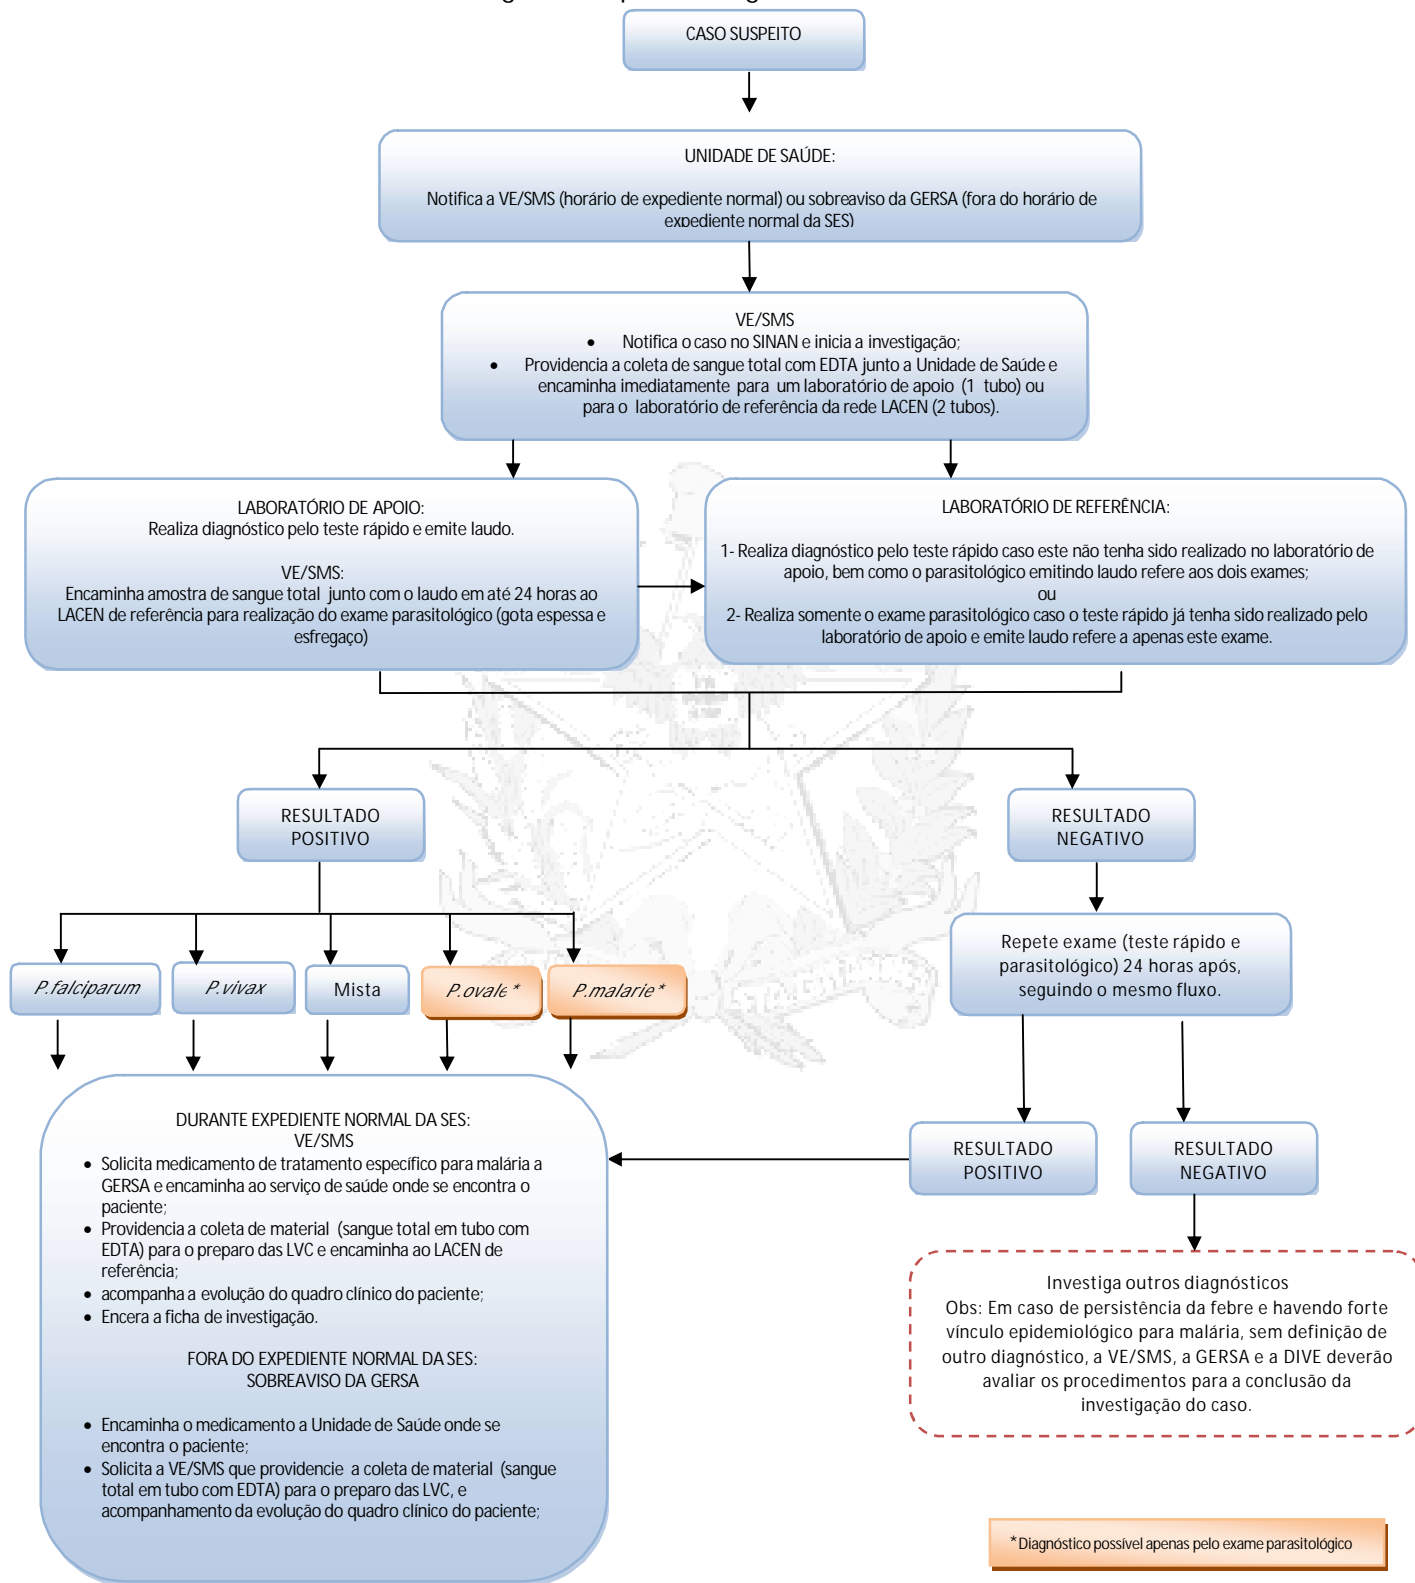 CASO SUSPEITO
UNIDADE DE SAÚDE:
Notifica a VE/SMS (horário de expediente normal) ou sobreaviso da GERSA (fora do horário de
expediente normal da SES)
VE/SMS
• Notifica o caso no SINAN e inicia a investigação;
• Providencia a coleta de sangue total com EDTA junto a Unidade de Saúde e
encaminha imediatamente para um laboratório de apoio (1 tubo) ou
para o laboratório de referência da rede LACEN (2 tubos).
LABORATÓRIO DE APOIO:
Realiza diagnóstico pelo teste rápido e emite laudo.
VE/SMS:
Encaminha amostra de sangue total junto com o laudo em até 24 horas ao
LACEN de referência para realização do exame parasitológico (gota espessa e
esfregaço)
LABORATÓRIO DE REFERÊNCIA:
1- Realiza diagnóstico pelo teste rápido caso este não tenha sido realizado no laboratório de
apoio, bem como o parasitológico emitindo laudo refere aos dois exames;
ou
2- Realiza somente o exame parasitológico caso o teste rápido já tenha sido realizado pelo
laboratório de apoio e emite laudo refere a apenas este exame.
RESULTADO
POSITIVO
RESULTADO
NEGATIVO
P.falciparum
P.vivax
Mista
P.ovale*
P.malarie*
Repete exame (teste rápido e
parasitológico) 24 horas após,
seguindo o mesmo fluxo.
DURANTE EXPEDIENTE NORMAL DA SES:
VE/SMS
• Solicita medicamento de tratamento específico para malária a
GERSA e encaminha ao serviço de saúde onde se encontra o
paciente;
• Providencia a coleta de material (sangue total em tubo com
EDTA) para o preparo das LVC e encaminha ao LACEN de
referência;
• acompanha a evolução do quadro clínico do paciente;
• Encera a ficha de investigação.
FORA DO EXPEDIENTE NORMAL DA SES:
SOBREAVISO DA GERSA
• Encaminha o medicamento a Unidade de Saúde onde se
encontra o paciente;
• Solicita a VE/SMS que providencie a coleta de material (sangue
total em tubo com EDTA) para o preparo das LVC, e
acompanhamento da evolução do quadro clínico do paciente;
RESULTADO
POSITIVO
RESULTADO
NEGATIVO
Investiga outros diagnósticos
Obs: Em caso de persistência da febre e havendo forte
vínculo epidemiológico para malária, sem definição de
outro diagnóstico, a VE/SMS, a GERSA e a DIVE deverão
avaliar os procedimentos para a conclusão da
investigação do caso.
*Diagnóstico possível apenas pelo exame parasitológico